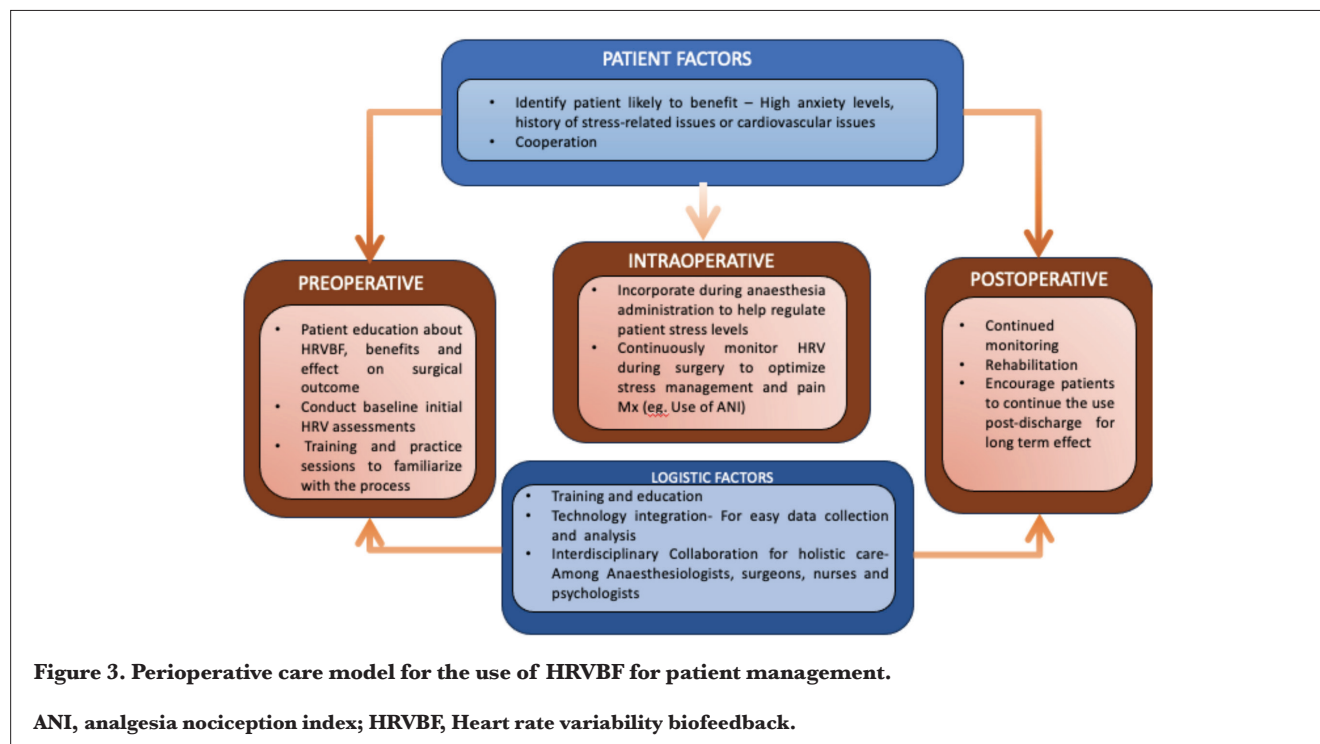 PATIENT FACTORS
• Identify patient likely to benefit – High anxiety levels,
history of stress-related issues or cardiovascular issues
• Cooperation
PREOPERATIVE
• Patient education about
HRVBF, benefits and
effect on surgical
outcome
• Conduct baseline initial
HRV assessments
• Training and practice
sessions to familiarize
with the process
INTRAOPERATIVE
• Incorporate during anaesthesia
administration to help regulate
patient stress levels
• Continuously monitor HRV
during surgery to optimize
stress management and pain
Mx (eg. Use of ANI)
POSTOPERATIVE
• Continued
monitoring
• Rehabilitation
• Encourage patients
to continue the use
post-discharge for
long term effect
LOGISTIC FACTORS
• Training and education
• Technology integration- For easy data collection
and analysis
• Interdisciplinary Collaboration for holistic care-
Among Anaesthesiologists, surgeons, nurses and
psychologists
Figure 3. Perioperative care model for the use of HRVBF for patient management.
ANI, analgesia nociception index; HRVBF, Heart rate variability biofeedback.